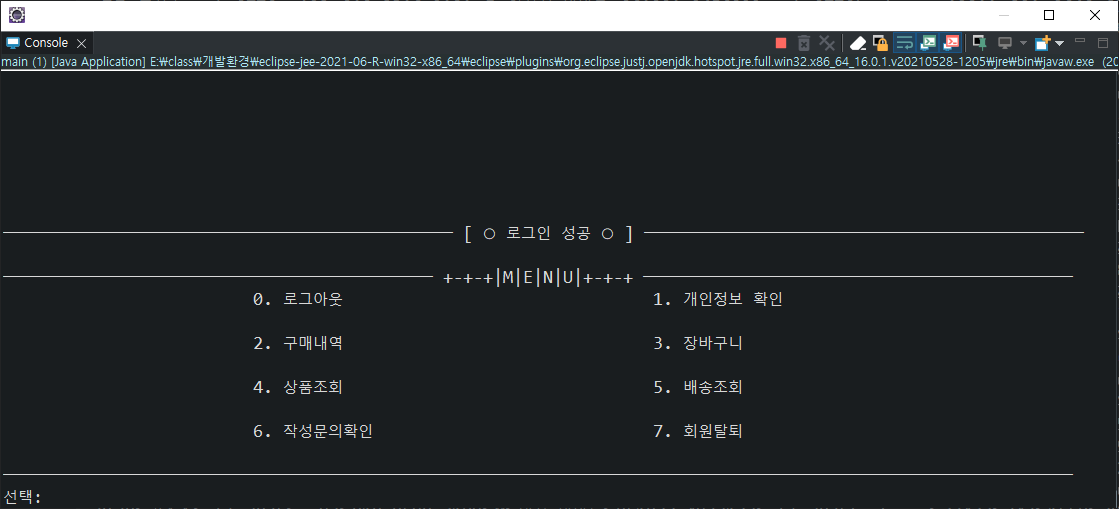 Console
main (1) [Java Application] E:₩class₩개발환경₩eclipse-jee-2021-06-R-win32-x86_64₩eclipse₩plugins₩org.eclipse.justj.openjdk.hotspot.jre.full.win32.x86_64_16.0.1.v20210528-1205₩jre₩bin₩javaw.exe (20
[ ○ 로그인 성공 ○ ]
+-+-+|M|E|N|U|+-+-+
0. 로그아웃 1. 개인정보 확인
2. 구매내역 3. 장바구니
4. 상품조회 5. 배송조회
6. 작성문의확인 7. 회원탈퇴
선택: